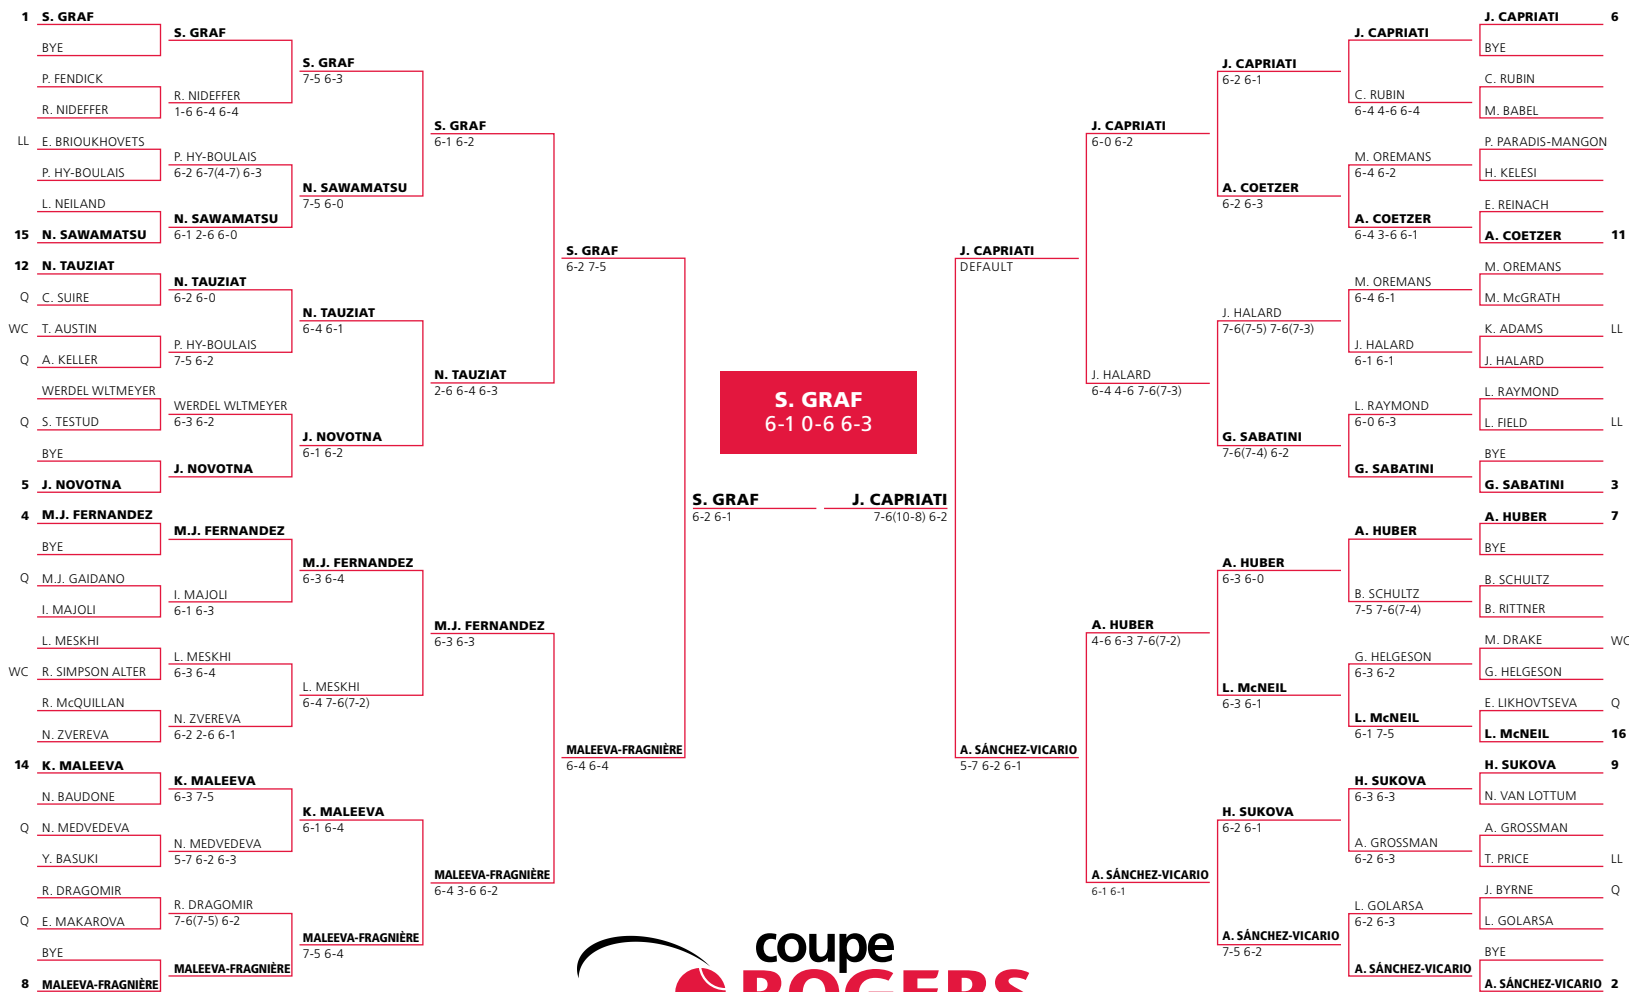 1 S. GRAF
BYE
P. FENDICK
R. NIDEFFER
LL E. BRIOUKHOVETS
P. HY-BOULAIS
L. NEILAND
15 N. SAWAMATSU
12 N. TAUZIAT
Q C. SUIRE
WC T. AUSTIN
Q A. KELLER
WERDEL WLTMEYER
Q S. TESTUD
BYE
5 J. NOVOTNA
4 M.J. FERNANDEZ
BYE
Q M.J. GAIDANO
I. MAJOLI
L. MESKHI
WC R. SIMPSON ALTER
R. McQUILLAN
N. ZVEREVA
14 K. MALEEVA
N. BAUDONE
Q N. MEDVEDEVA
Y. BASUKI
R. DRAGOMIR
Q E. MAKAROVA
BYE
8 MALEEVA-FRAGNIÈRE
S. GRAF
R. NIDEFFER
1-6 6-4 6-4
P. HY-BOULAIS
6-2 6-7(4-7) 6-3
N. SAWAMATSU
6-1 2-6 6-0
N. TAUZIAT
6-2 6-0
P. HY-BOULAIS
7-5 6-2
WERDEL WLTMEYER
6-3 6-2
J. NOVOTNA
M.J. FERNANDEZ
I. MAJOLI
6-1 6-3
L. MESKHI
6-3 6-4
N. ZVEREVA
6-2 2-6 6-1
K. MALEEVA
6-3 7-5
N. MEDVEDEVA
5-7 6-2 6-3
R. DRAGOMIR
7-6(7-5) 6-2
MALEEVA-FRAGNIÈRE
S. GRAF
7-5 6-3
N. SAWAMATSU
7-5 6-0
N. TAUZIAT
6-4 6-1
J. NOVOTNA
6-1 6-2
M.J. FERNANDEZ
6-3 6-4
L. MESKHI
6-4 7-6(7-2)
K. MALEEVA
6-1 6-4
MALEEVA-FRAGNIÈRE
7-5 6-4
S. GRAF
6-1 6-2
N. TAUZIAT
2-6 6-4 6-3
M.J. FERNANDEZ
6-3 6-3
MALEEVA-FRAGNIÈRE
6-4 3-6 6-2
S. GRAF
6-2 7-5
MALEEVA-FRAGNIÈRE
6-4 6-4
S. GRAF
6-2 6-1
S. GRAF
6-1 0-6 6-3
J. CAPRIATI
7-6(10-8) 6-2
J. CAPRIATI
DEFAULT
A. SÁNCHEZ-VICARIO
5-7 6-2 6-1
J. CAPRIATI
6-0 6-2
J. HALARD
6-4 4-6 7-6(7-3)
A. HUBER
4-6 6-3 7-6(7-2)
A. SÁNCHEZ-VICARIO
6-1 6-1
J. CAPRIATI
6-2 6-1
A. COETZER
6-2 6-3
J. HALARD
7-6(7-5) 7-6(7-3)
G. SABATINI
7-6(7-4) 6-2
A. HUBER
6-3 6-0
L. McNEIL
6-3 6-1
H. SUKOVA
6-2 6-1
A. SÁNCHEZ-VICARIO
7-5 6-2
J. CAPRIATI
C. RUBIN
6-4 4-6 6-4
M. OREMANS
6-4 6-2
A. COETZER
6-4 3-6 6-1
M. OREMANS
6-4 6-1
J. HALARD
6-1 6-1
L. RAYMOND
6-0 6-3
G. SABATINI
A. HUBER
B. SCHULTZ
7-5 7-6(7-4)
G. HELGESON
6-3 6-2
L. McNEIL
6-1 7-5
H. SUKOVA
6-3 6-3
A. GROSSMAN
6-2 6-3
L. GOLARSA
6-2 6-3
A. SÁNCHEZ-VICARIO
J. CAPRIATI 6
BYE
C. RUBIN
M. BABEL
P. PARADIS-MANGON
H. KELESI
E. REINACH
A. COETZER 11
M. OREMANS
M. McGRATH
K. ADAMS LL
J. HALARD
L. RAYMOND
L. FIELD LL
BYE
G. SABATINI 3
A. HUBER 7
BYE
B. SCHULTZ
B. RITTNER
M. DRAKE WC
G. HELGESON
E. LIKHOVTSEVA Q
L. McNEIL 16
H. SUKOVA 9
N. VAN LOTTUM
A. GROSSMAN
T. PRICE LL
J. BYRNE Q
L. GOLARSA
BYE
A. SÁNCHEZ-VICARIO 2
coupe
ROGERS